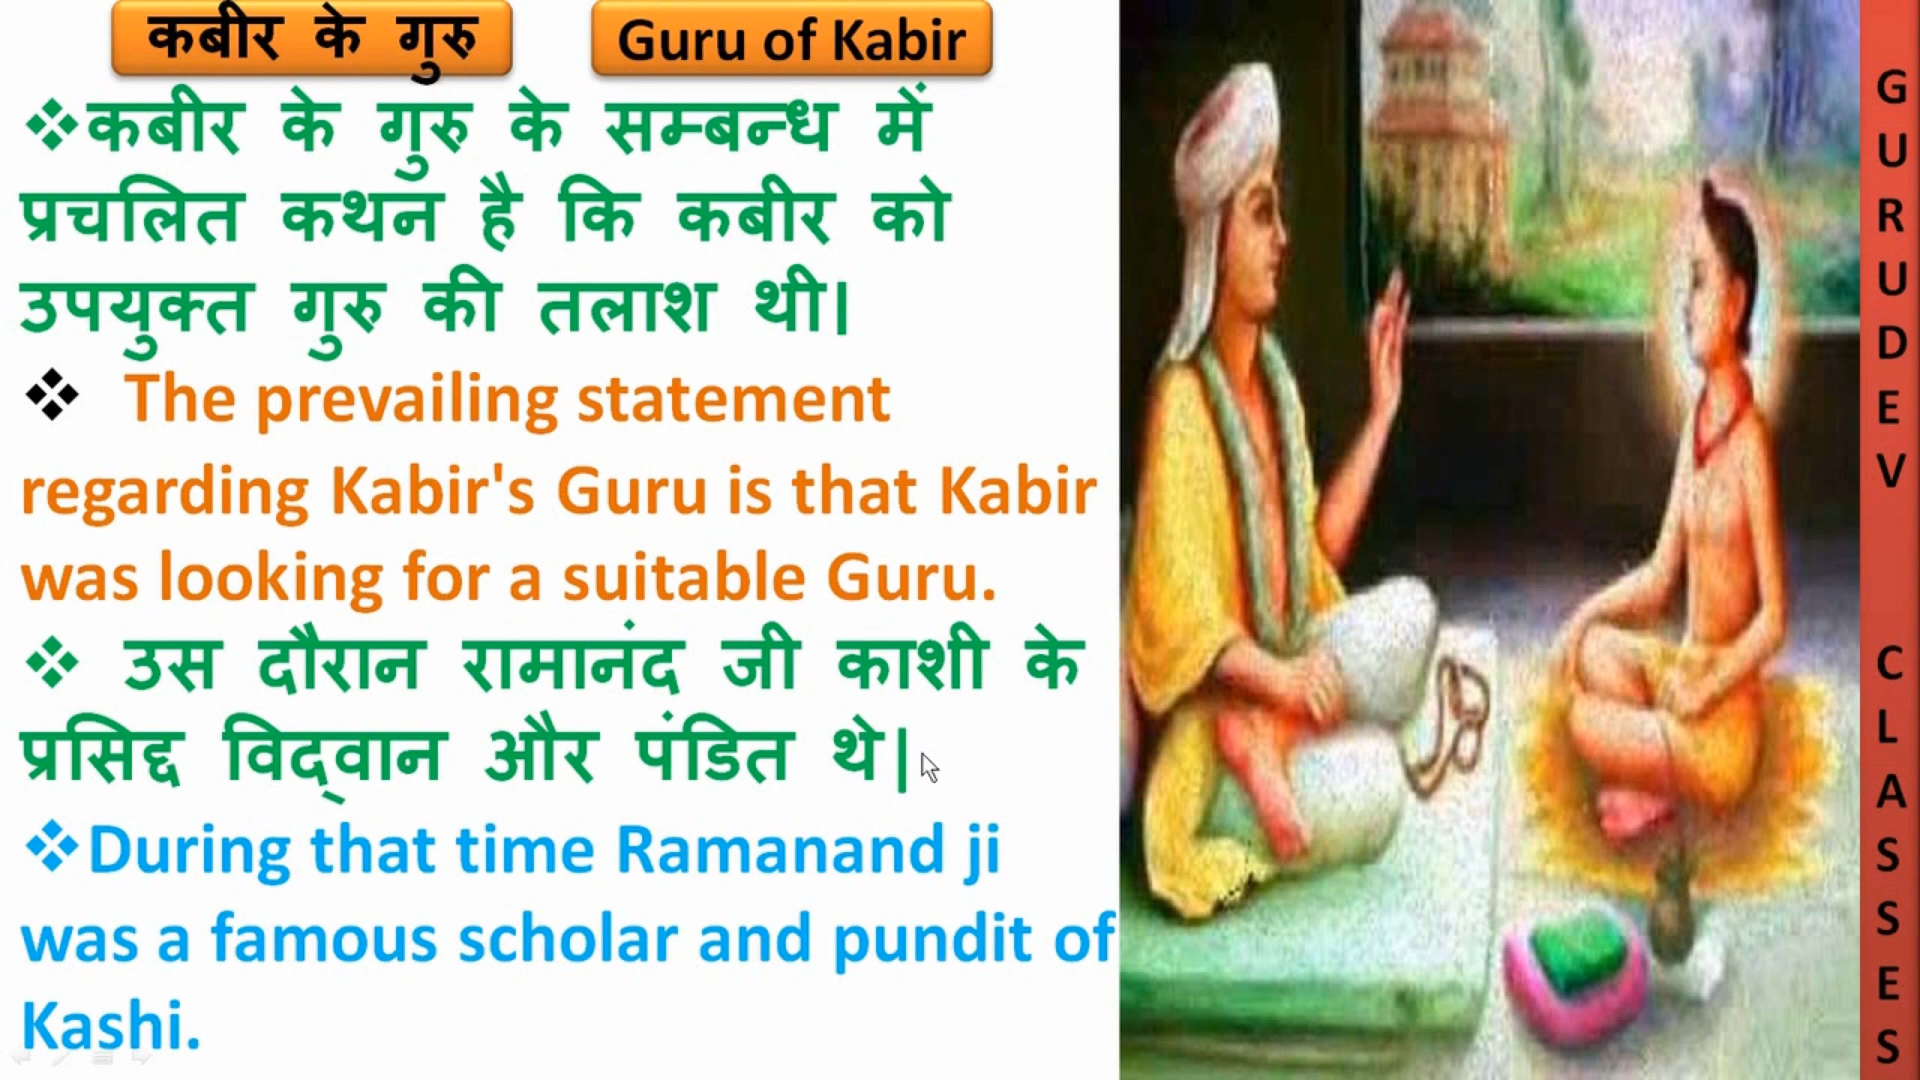 कबीर के गुरु
Guru of Kabir
❖कबीर के गुरु के सम्बन्ध में
प्रचलित कथन है कि कबीर को
उपयुक्त गुरु की तलाश थी।
❖ The prevailing statement
regarding Kabir's Guru is that Kabir
was looking for a suitable Guru.
❖ उस दौरान रामानंद जी काशी के
प्रसिद्द विद्‌वान और पंडित थे|
❖During that time Ramanand ji
was a famous scholar and pundit of
Kashi.
GURUDEV CLASSES